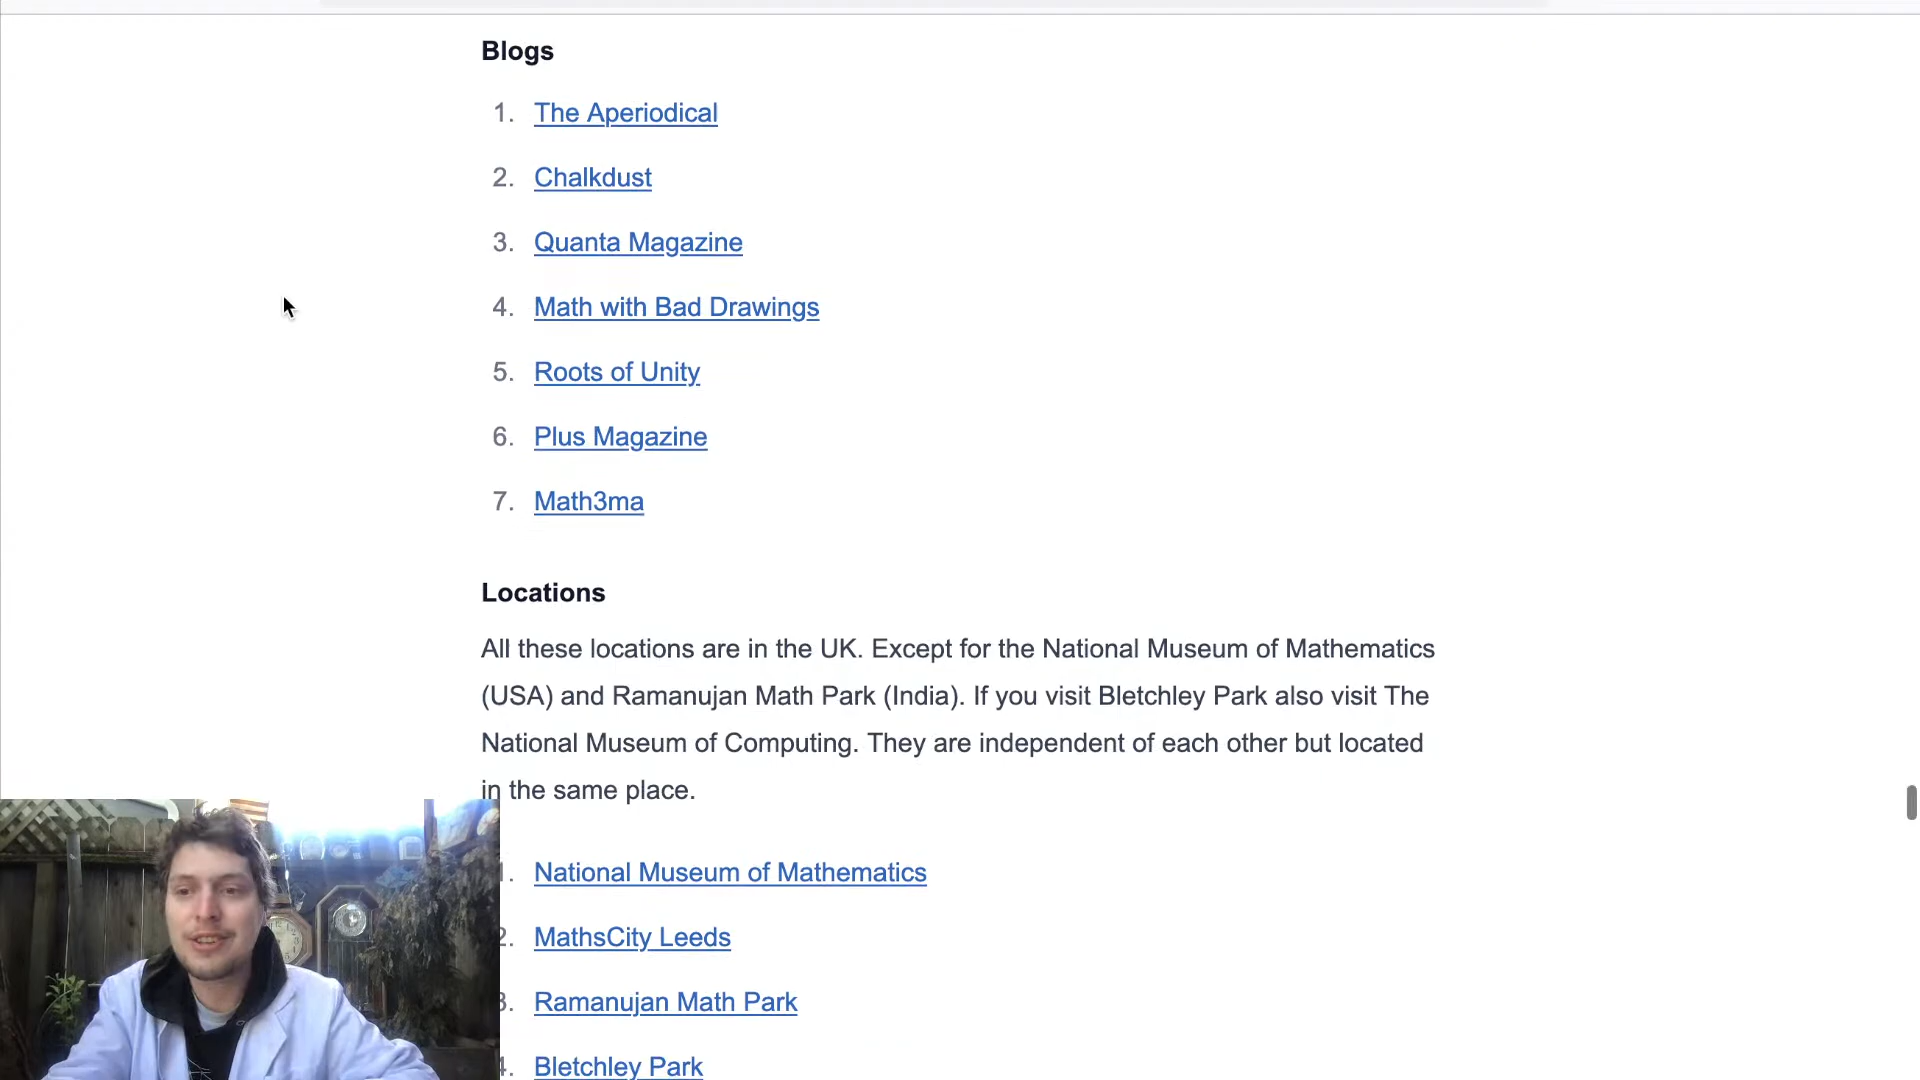 Blogs
1. The Aperiodical
2. Chalkdust
3. Quanta Magazine
4. Math with Bad Drawings
5. Roots of Unity
6. Plus Magazine
7. Math3ma
Locations
All these locations are in the UK. Except for the National Museum of Mathematics
(USA) and Ramanujan Math Park (India). If you visit Bletchley Park also visit The
National Museum of Computing. They are independent of each other but located
in the same place.
1. National Museum of Mathematics
2. MathsCity Leeds
3. Ramanujan Math Park
4. Bletchley Park